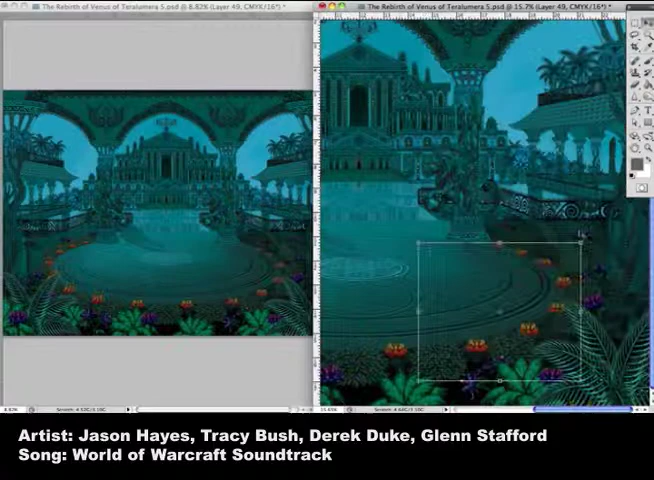 The Rebirth of Venus of Teralumera 5.psd @ 8.82% (Layer 49, CMYK/16) *
The Rebirth of Venus of Teralumera 5.psd @ 15.7% (Layer 49, CMYK/16) *
Artist: Jason Hayes, Tracy Bush, Derek Duke, Glenn Stafford
Song: World of Warcraft Soundtrack